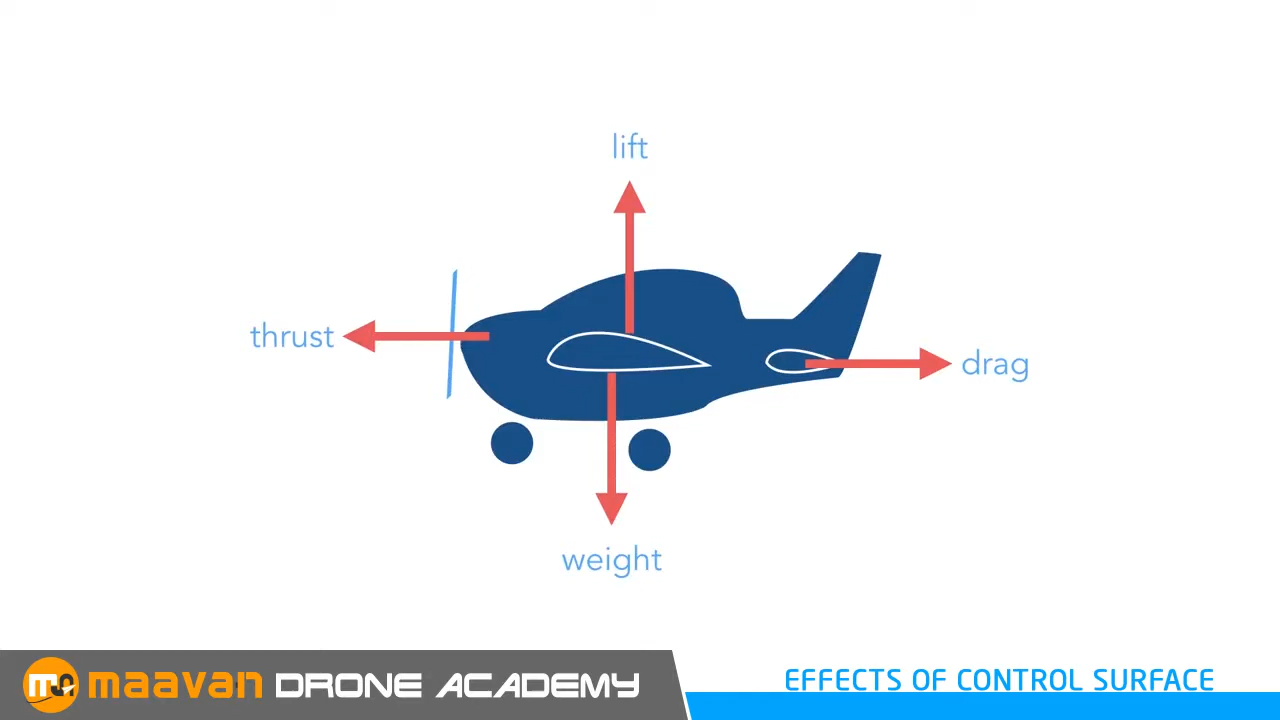 lift
thrust
drag
weight
maavan DRONE ACADEMY
EFFECTS OF CONTROL SURFACE